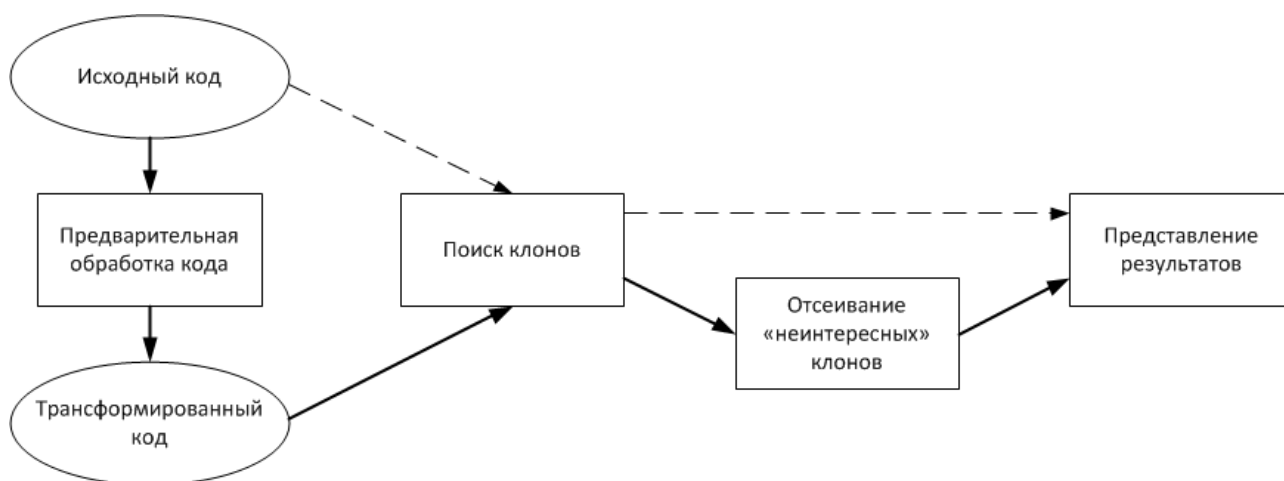 Исходный код
Предварительная
обработка кода
Трансформированный
код
Поиск клонов
Отсеивание
«неинтересных»
клонов
Представление
результатов